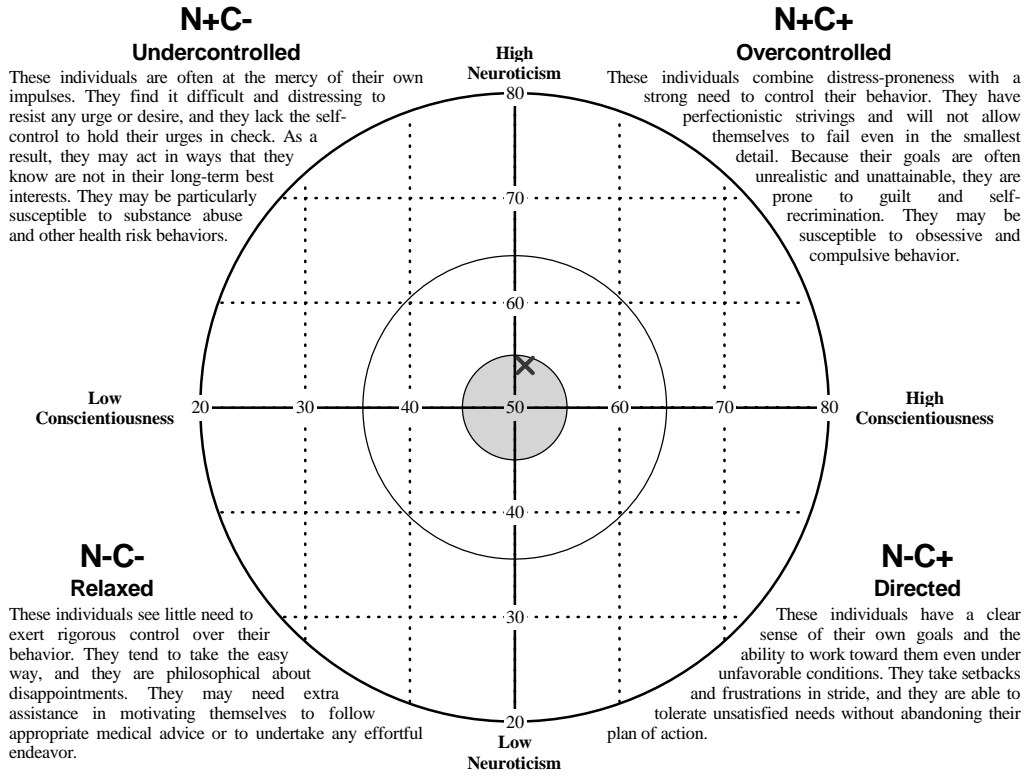 N+C-
Undercontrolled
These individuals are often at the mercy of their own
impulses. They find it difficult and distressing to
resist any urge or desire, and they lack the self-
control to hold their urges in check. As a
result, they may act in ways that they
know are not in their long-term best
interests. They may be particularly
susceptible to substance abuse
and other health risk behaviors.
High
Neuroticism
N+C+
Overcontrolled
These individuals combine distress-proneness with a
strong need to control their behavior. They have
perfectionistic strivings and will not allow
themselves to fail even in the smallest
detail. Because their goals are often
unrealistic and unattainable, they are
prone to guilt and self-
recrimination. They may be
susceptible to obsessive and
compulsive behavior.
80
70
60
Low
Conscientiousness
20 30 40 50 60 70 80
High
Conscientiousness
40
30
20
N-C-
Relaxed
These individuals see little need to
exert rigorous control over their
behavior. They tend to take the easy
way, and they are philosophical about
disappointments. They may need extra
assistance in motivating themselves to follow
appropriate medical advice or to undertake any effortful
endeavor.
Low
Neuroticism
N-C+
Directed
These individuals have a clear
sense of their own goals and the
ability to work toward them even under
unfavorable conditions. They take setbacks
and frustrations in stride, and they are able to
tolerate unsatisfied needs without abandoning their
plan of action.